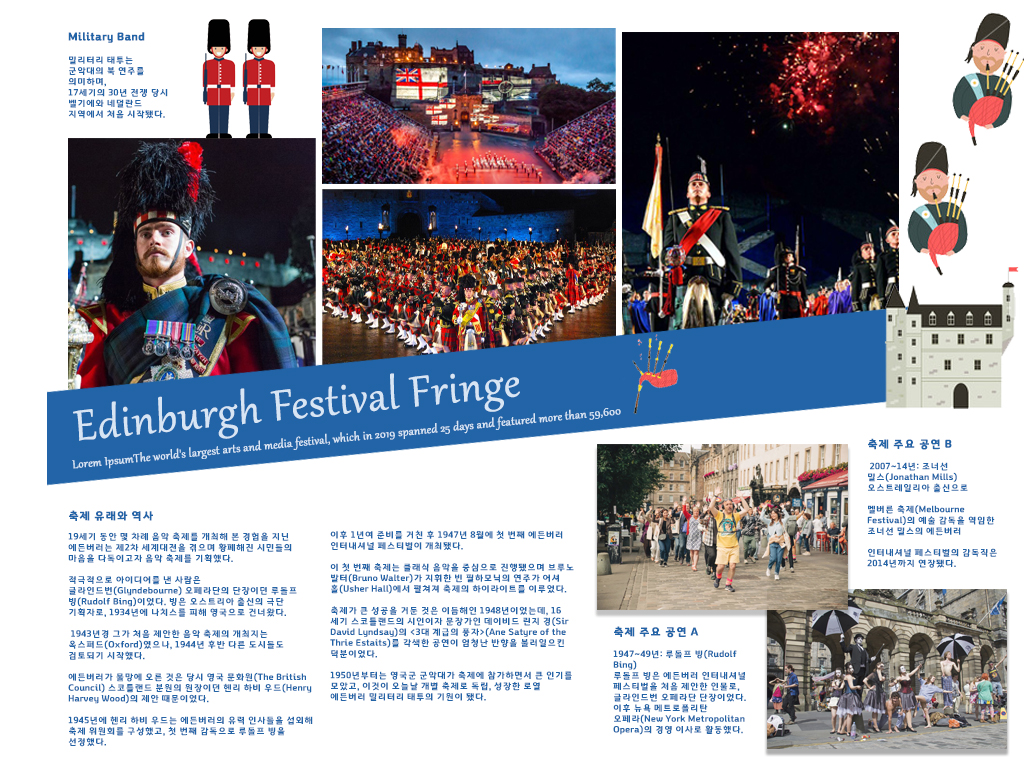 Military Band
밀리터리 태투는
군악대의 북 연주를
의미하며,
17세기의 30년 전쟁 당시
벨기에와 네덜란드
지역에서 처음 시작됐다.
Edinburgh Festival Fringe
Lorem IpsumThe world's largest arts and media festival, which in 2019 spanned 25 days and featured more than 59,600
축제 유래와 역사
19세기 동안 몇 차례 음악 축제를 개최해 본 경험을 지닌
에든버러는 제2차 세계대전을 겪으며 황폐해진 시민들의
마음을 다독이고자 음악 축제를 기획했다.
적극적으로 아이디어를 낸 사람은
글라인드번(Glyndebourne) 오페라단의 단장이던 루돌프
빙(Rudolf Bing)이었다. 빙은 오스트리아 출신의 극단
기획자로, 1934년에 나치스를 피해 영국으로 건너왔다.
1943년경 그가 처음 제안한 음악 축제의 개최지는
옥스퍼드(Oxford)였으나, 1944년 후반 다른 도시들도
검토되기 시작했다.
에든버러가 물망에 오른 것은 당시 영국 문화원(The British
Council) 스코틀랜드 분원의 원장이던 헨리 하비 우드(Henry
Harvey Wood)의 제안 때문이었다.
1945년에 헨리 하비 우드는 에든버러의 유력 인사들을 섭외해
축제 위원회를 구성했고, 첫 번째 감독으로 루돌프 빙을
선정했다.
이후 1년여 준비를 거친 후 1947년 8월에 첫 번째 에든버러
인터내셔널 페스티벌이 개최됐다.
이 첫 번째 축제는 클래식 음악을 중심으로 진행됐으며 브루노
발터(Bruno Walter)가 지휘한 빈 필하모닉의 연주가 어셔
홀(Usher Hall)에서 펼쳐져 축제의 하이라이트를 이루었다.
축제가 큰 성공을 거둔 것은 이듬해인 1948년이었는데, 16
세기 스코틀랜드의 시인이자 문장가인 데이비드 린지 경(Sir
David Lyndsay)의 <3대 계급의 풍자>(Ane Satyre of the
Thrie Estaits)를 각색한 공연이 엄청난 반향을 불러일으킨
덕분이었다.
1950년부터는 영국군 군악대가 축제에 참가하면서 큰 인기를
모았고, 이것이 오늘날 개별 축제로 독립, 성장한 로열
에든버러 밀리터리 태투의 기원이 됐다.
축제 주요 공연 B
2007~14년: 조너선
밀스(Jonathan Mills)
오스트레일리아 출신으로
멜버른 축제(Melbourne
Festival)의 예술 감독을 역임한
조너선 밀스의 에든버러
인터내셔널 페스티벌의 감독직은
2014년까지 연장됐다.
축제 주요 공연 A
1947~49년: 루돌프 빙(Rudolf
Bing)
루돌프 빙은 에든버러 인터내셔널
페스티벌을 처음 제안한 인물로,
글라인드번 오페라단 단장이었다.
이후 뉴욕 메트로폴리탄
오페라(New York Metropolitan
Opera)의 경영 이사로 활동했다.